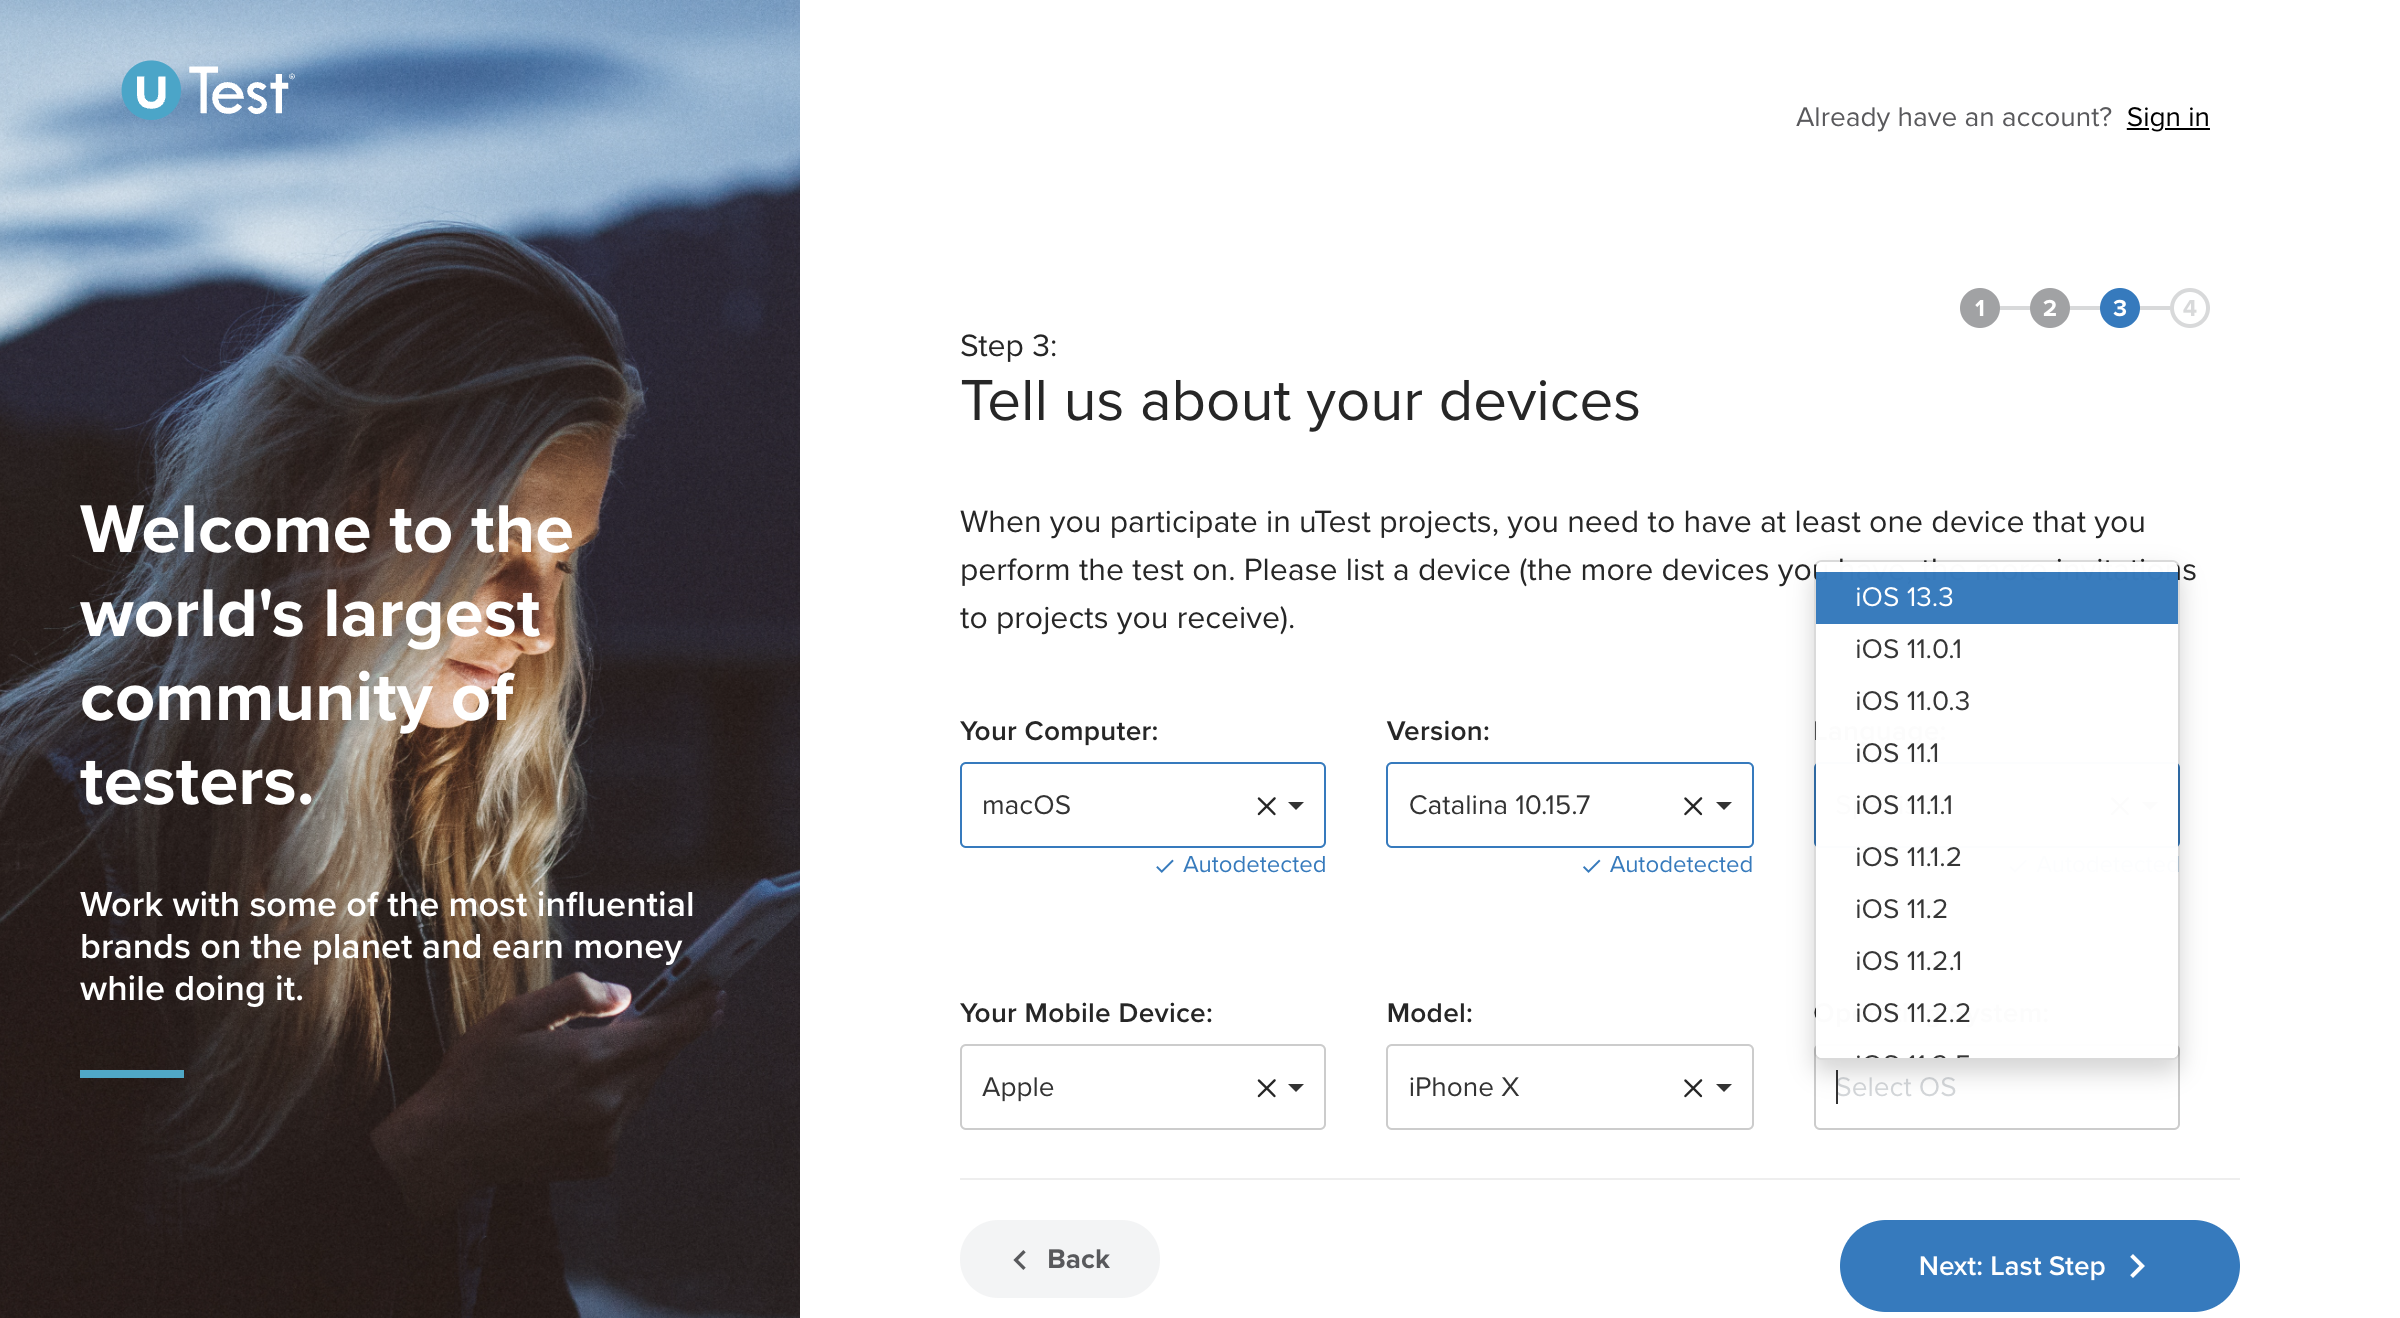 uTest®
Welcome to the
world's largest
community of
testers.
Work with some of the most influential
brands on the planet and earn money
while doing it.
Already have an account? Sign in
1 2 3 4
Step 3:
Tell us about your devices
When you participate in uTest projects, you need to have at least one device that you
perform the test on. Please list a device (the more devices you have, the more invitations
to projects you receive).
Your Computer:
macOS
Autodetected
Version:
Catalina 10.15.7
Autodetected
iOS 13.3
iOS 11.0.1
iOS 11.0.3
iOS 11.1
iOS 11.1.1
iOS 11.1.2
iOS 11.2
iOS 11.2.1
iOS 11.2.2
Your Mobile Device:
Apple
Model:
iPhone X
Select OS
Back
Next: Last Step